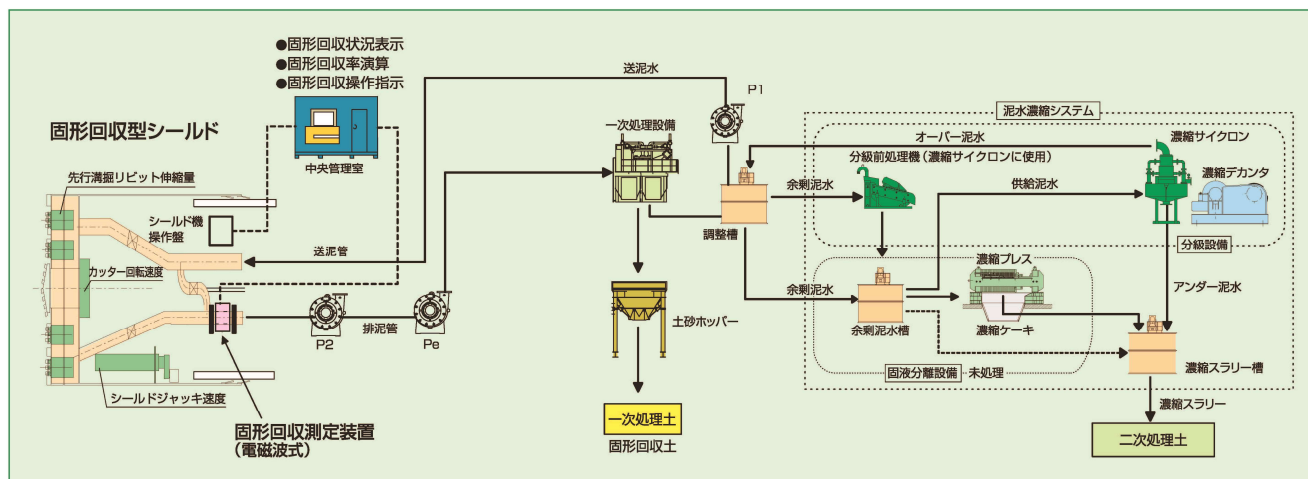 ●固形回収状況表示
●固形回収率演算
●固形回収操作指示
固形回収型シールド
中央管理室
先行溝掘リビット伸縮量
シールド機
操作盤
カッター回転速度
送泥管
送泥水
P1
一次処理設備
調整槽
P2
排泥管
Pe
土砂ホッパー
シールドジャッキ速度
固形回収測定装置
(電磁波式)
一次処理土
固形回収土
泥水濃縮システム
オーバー泥水
濃縮サイクロン
分級前処理機(濃縮サイクロンに使用)
余剰泥水
供給泥水
濃縮デカンタ
分級設備
濃縮プレス
余剰泥水
アンダー泥水
余剰泥水槽
濃縮ケーキ
固液分離設備
未処理
濃縮スラリー槽
濃縮スラリー
二次処理土